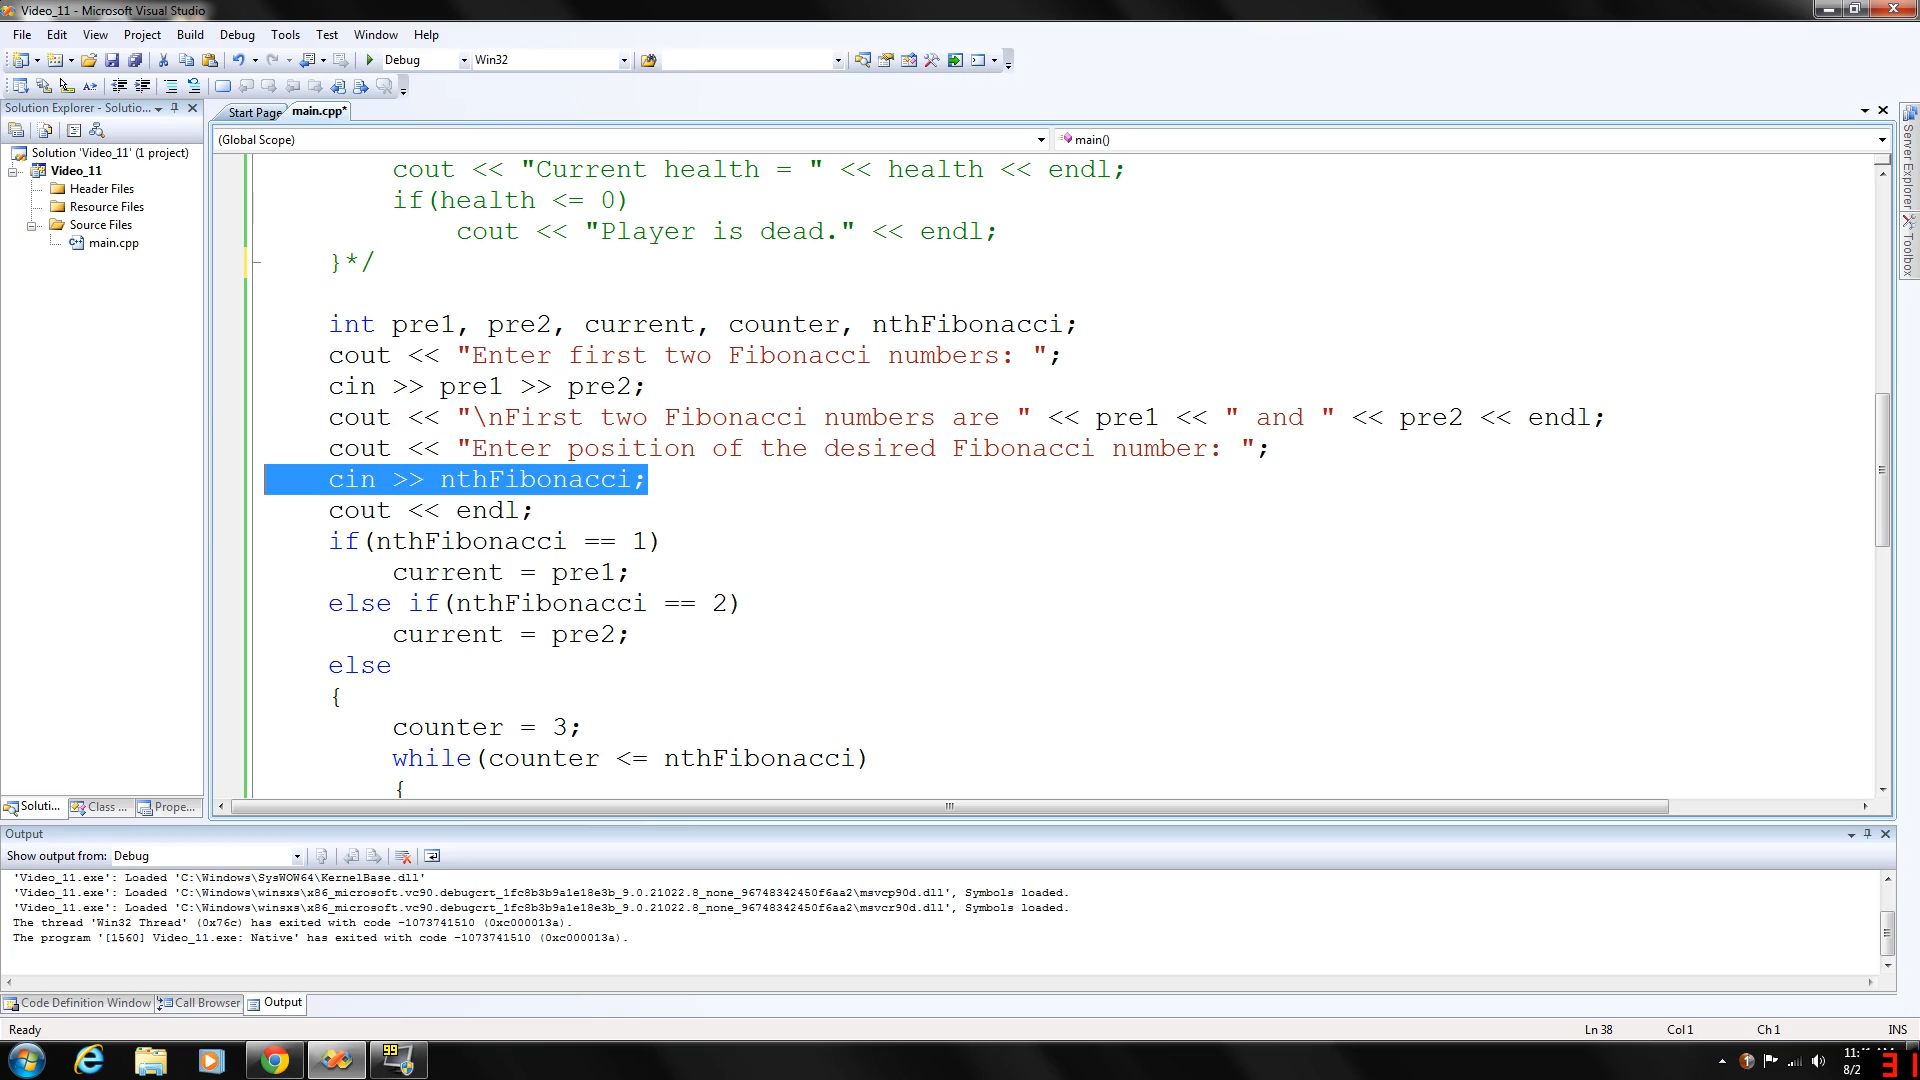 Video_11 - Microsoft Visual Studio
File Edit View Project Build Debug Tools Test Window Help
Debug Win32
Solution Explorer - Solutio...
Start Page main.cpp*
(Global Scope) main()
Solution 'Video_11' (1 project)
Video_11
Header Files
Resource Files
Source Files
main.cpp
cout << "Current health = " << health << endl;
if(health <= 0)
cout << "Player is dead." << endl;
}*/
int pre1, pre2, current, counter, nthFibonacci;
cout << "Enter first two Fibonacci numbers: ";
cin >> pre1 >> pre2;
cout << "\nFirst two Fibonacci numbers are " << pre1 << " and " << pre2 << endl;
cout << "Enter position of the desired Fibonacci number: ";
cin >> nthFibonacci;
cout << endl;
if(nthFibonacci == 1)
current = pre1;
else if(nthFibonacci == 2)
current = pre2;
else
{
counter = 3;
while(counter <= nthFibonacci)
{
Server Explorer
Toolbox
Soluti... Class ... Prope...
Output
Show output from: Debug
'Video_11.exe': Loaded 'C:\Windows\SysWOW64\KernelBase.dll'
'Video_11.exe': Loaded 'C:\Windows\winsxs\x86_microsoft.vc90.debugcrt_1fc8b3b9a1e18e3b_9.0.21022.8_none_96748342450f6aa2\msvcp90d.dll', Symbols loaded.
'Video_11.exe': Loaded 'C:\Windows\winsxs\x86_microsoft.vc90.debugcrt_1fc8b3b9a1e18e3b_9.0.21022.8_none_96748342450f6aa2\msvcr90d.dll', Symbols loaded.
The thread 'Win32 Thread' (0x76c) has exited with code -1073741510 (0xc000013a).
The program '[1560] Video_11.exe: Native' has exited with code -1073741510 (0xc000013a).
Code Definition Window Call Browser Output
Ready Ln 38 Col 1 Ch 1 INS
99
31